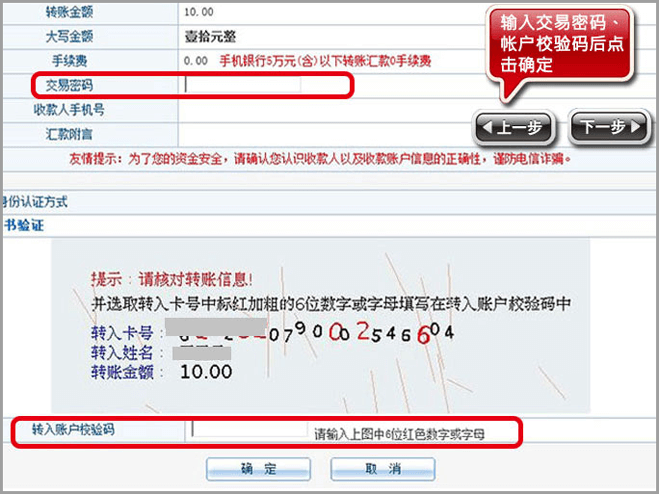 转账金额 10.00
大写金额 壹拾元整
手续费 0.00 手机银行5万元(含)以下转账汇款0手续费
交易密码
收款人手机号
汇款附言
输入交易密码、
帐户校验码后点
击确定
上一步 下一步
友情提示：为了您的资金安全，请确认您认识收款人以及收款账户信息的正确性，谨防电信诈骗。
身份认证方式
书验证
提示：请核对转账信息!
并选取转入卡号中标红加粗的6位数字或字母填写在转入账户校验码中
转入卡号： 0790002546604
转入姓名：
转账金额： 10.00
转入账户校验码 请输入上图中6位红色数字或字母
确 定 取 消